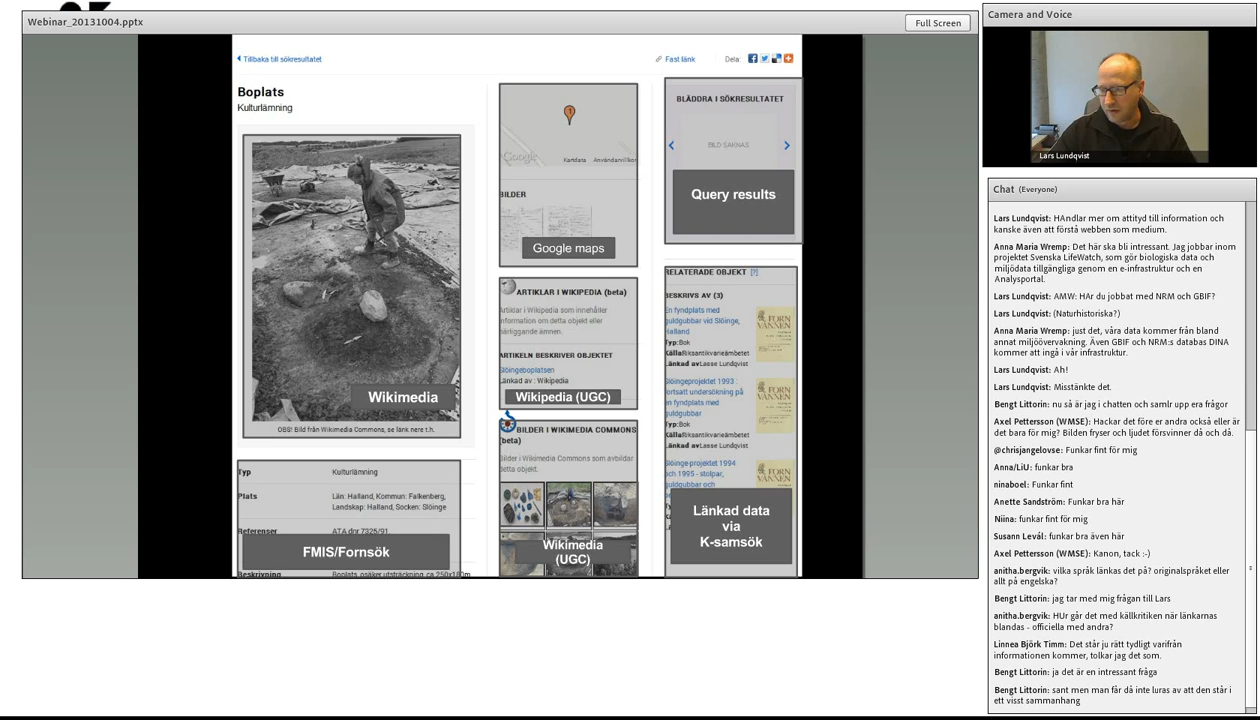 Webinar_20131004.pptx
Full Screen
Tillbaka till sökresultatet
Fast länk
Dela
Boplats
Kulturlämning
Wikimedia
OBS! Bild från Wikimedia Commons, se länk nere t.h.
Typ Kulturlämning
Plats Län: Halland, Kommun: Falkenberg,
Landskap: Halland, Socken: Slöinge
Referenser ATA dnr 7325/91,
FMIS/Fornsök
Beskrivning Boplats, osäker utsträckning, ca 250x180m
Google
Kartdata Användarvillkor
BILDER
Google maps
ARTIKLAR I WIKIPEDIA (beta)
Artiklar i Wikipedia som innehåller
information om detta objekt eller
närliggande ämnen.
ARTIKELN BESKRIVER OBJEKTET
Slöingeboplatsen
Länkad av : Wikipedia
Wikipedia (UGC)
BILDER I WIKIMEDIA COMMONS
(beta)
Bilder i Wikimedia Commons som avbildar
detta objekt.
Wikimedia
(UGC)
BLÄDDRA I SÖKRESULTATET
BILD SAKNAS
Query results
RELATERADE OBJEKT [?]
BESKRIVS AV (3)
En fyndplats med
guldgubbar vid Slöinge,
Halland
Typ:Bok
Källa Riksantikvarieämbetet
Länkad av Lasse Lundqvist
Slöingeprojektet 1993 :
fortsatt undersökning på
en fyndplats med
guldgubbar
Typ:Bok
Källa Riksantikvarieämbetet
Länkad av Lasse Lundqvist
Slöinge-projektet 1994
och 1995 - stolpar,
guldgubbar och
FORN
VÄNNEN
FORN
VÄNNEN
FORN
VÄNNEN
Länkad data
via
K-samsök
Camera and Voice
Lars Lundqvist
Chat (Everyone)
Lars Lundqvist: HAndlar mer om attityd till information och
kanske även att förstå webben som medium.
Anna Maria Wremp: Det här ska bli intressant. Jag jobbar inom
projektet Svenska LifeWatch, som gör biologiska data och
miljödata tillgängliga genom en e-infrastruktur och en
Analysportal.
Lars Lundqvist: AMW: HAr du jobbat med NRM och GBIF?
Lars Lundqvist: (Naturhistoriska?)
Anna Maria Wremp: just det, våra data kommer från bland
annat miljöövervakning. Även GBIF och NRM:s databas DINA
kommer att ingå i vår infrastruktur.
Lars Lundqvist: Ah!
Lars Lundqvist: Misstänkte det.
Bengt Littorin: nu så är jag i chatten och samlr upp era frågor
Axel Pettersson (WMSE): Hackar det före er andra också eller är
det bara för mig? Bilden fryser och ljudet försvinner då och då.
@chrisjangelovse: Funkar fint för mig
Anna/LiU: funkar bra
ninaboel: Funkar fint
Anette Sandström: Funkar bra här
Niina: funkar fint för mig
Susann Levál: funkar bra även här
Axel Pettersson (WMSE): Kanon, tack :-)
anitha.bergvik: vilka språk länkas det på? originalspråket eller
allt på engelska?
Bengt Littorin: jag tar med mig frågan till Lars
anitha.bergvik: HUr går det med källkritiken när länkarnas
blandas - officiella med andra?
Linnea Björk Timm: Det står ju rätt tydligt varifrån
informationen kommer, tolkar jag det som.
Bengt Littorin: ja det är en intressant fråga
Bengt Littorin: sant men man får då inte luras av att den står i
ett visst sammanhang